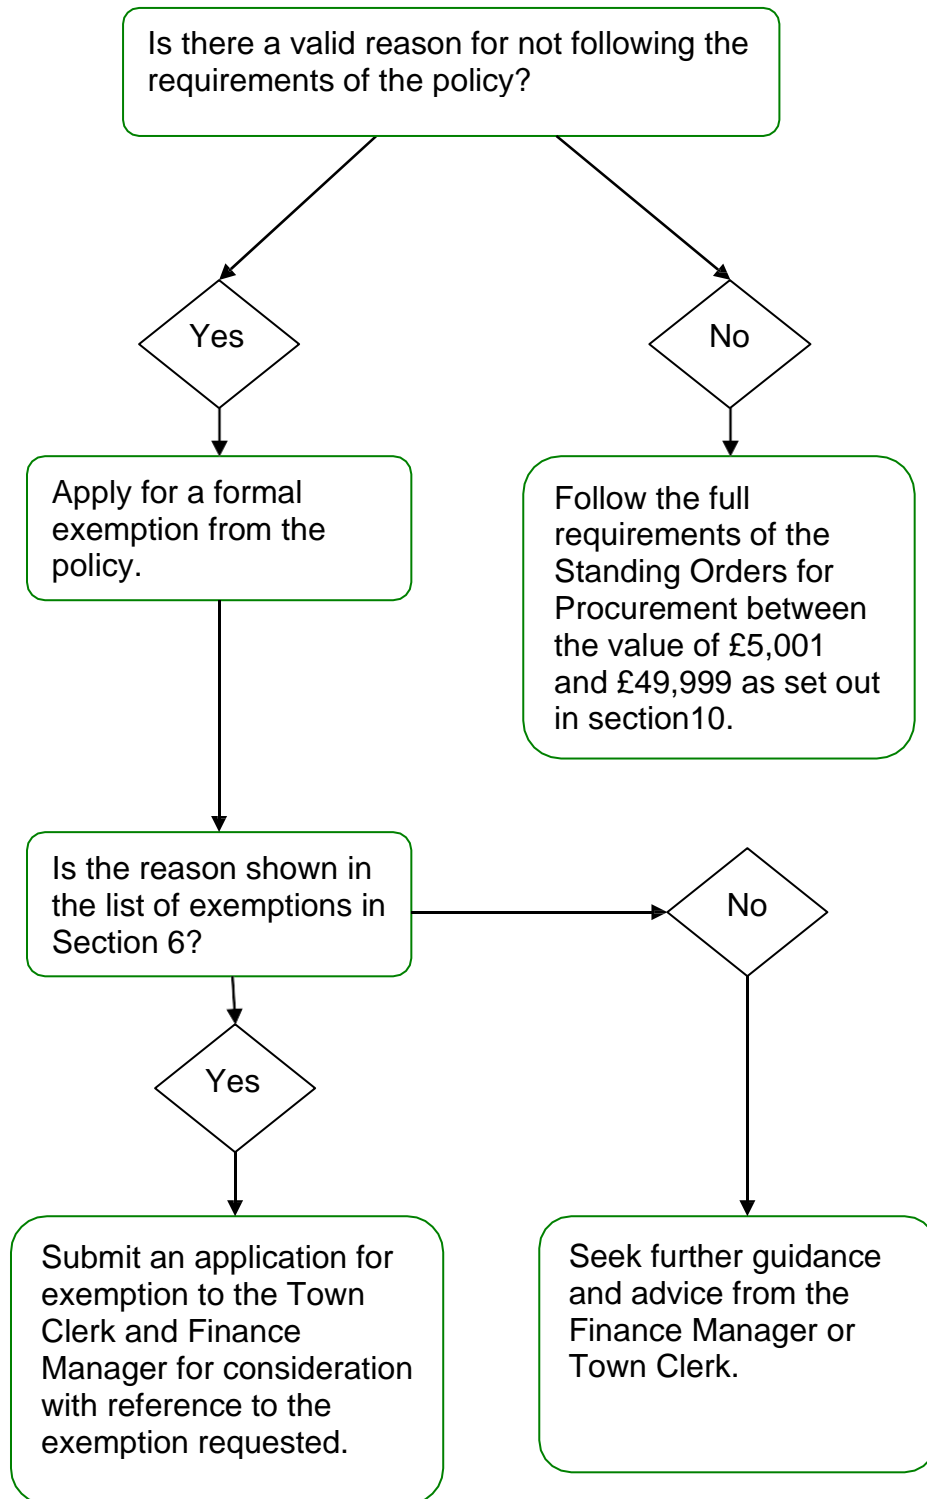 Is there a valid reason for not following the
requirements of the policy?
Yes
No
Apply for a formal
exemption from the
policy.
Follow the full
requirements of the
Standing Orders for
Procurement between
the value of £5,001
and £49,999 as set out
in section10.
Is the reason shown in
the list of exemptions in
Section 6?
No
Yes
Submit an application for
exemption to the Town
Clerk and Finance
Manager for consideration
with reference to the
exemption requested.
Seek further guidance
and advice from the
Finance Manager or
Town Clerk.